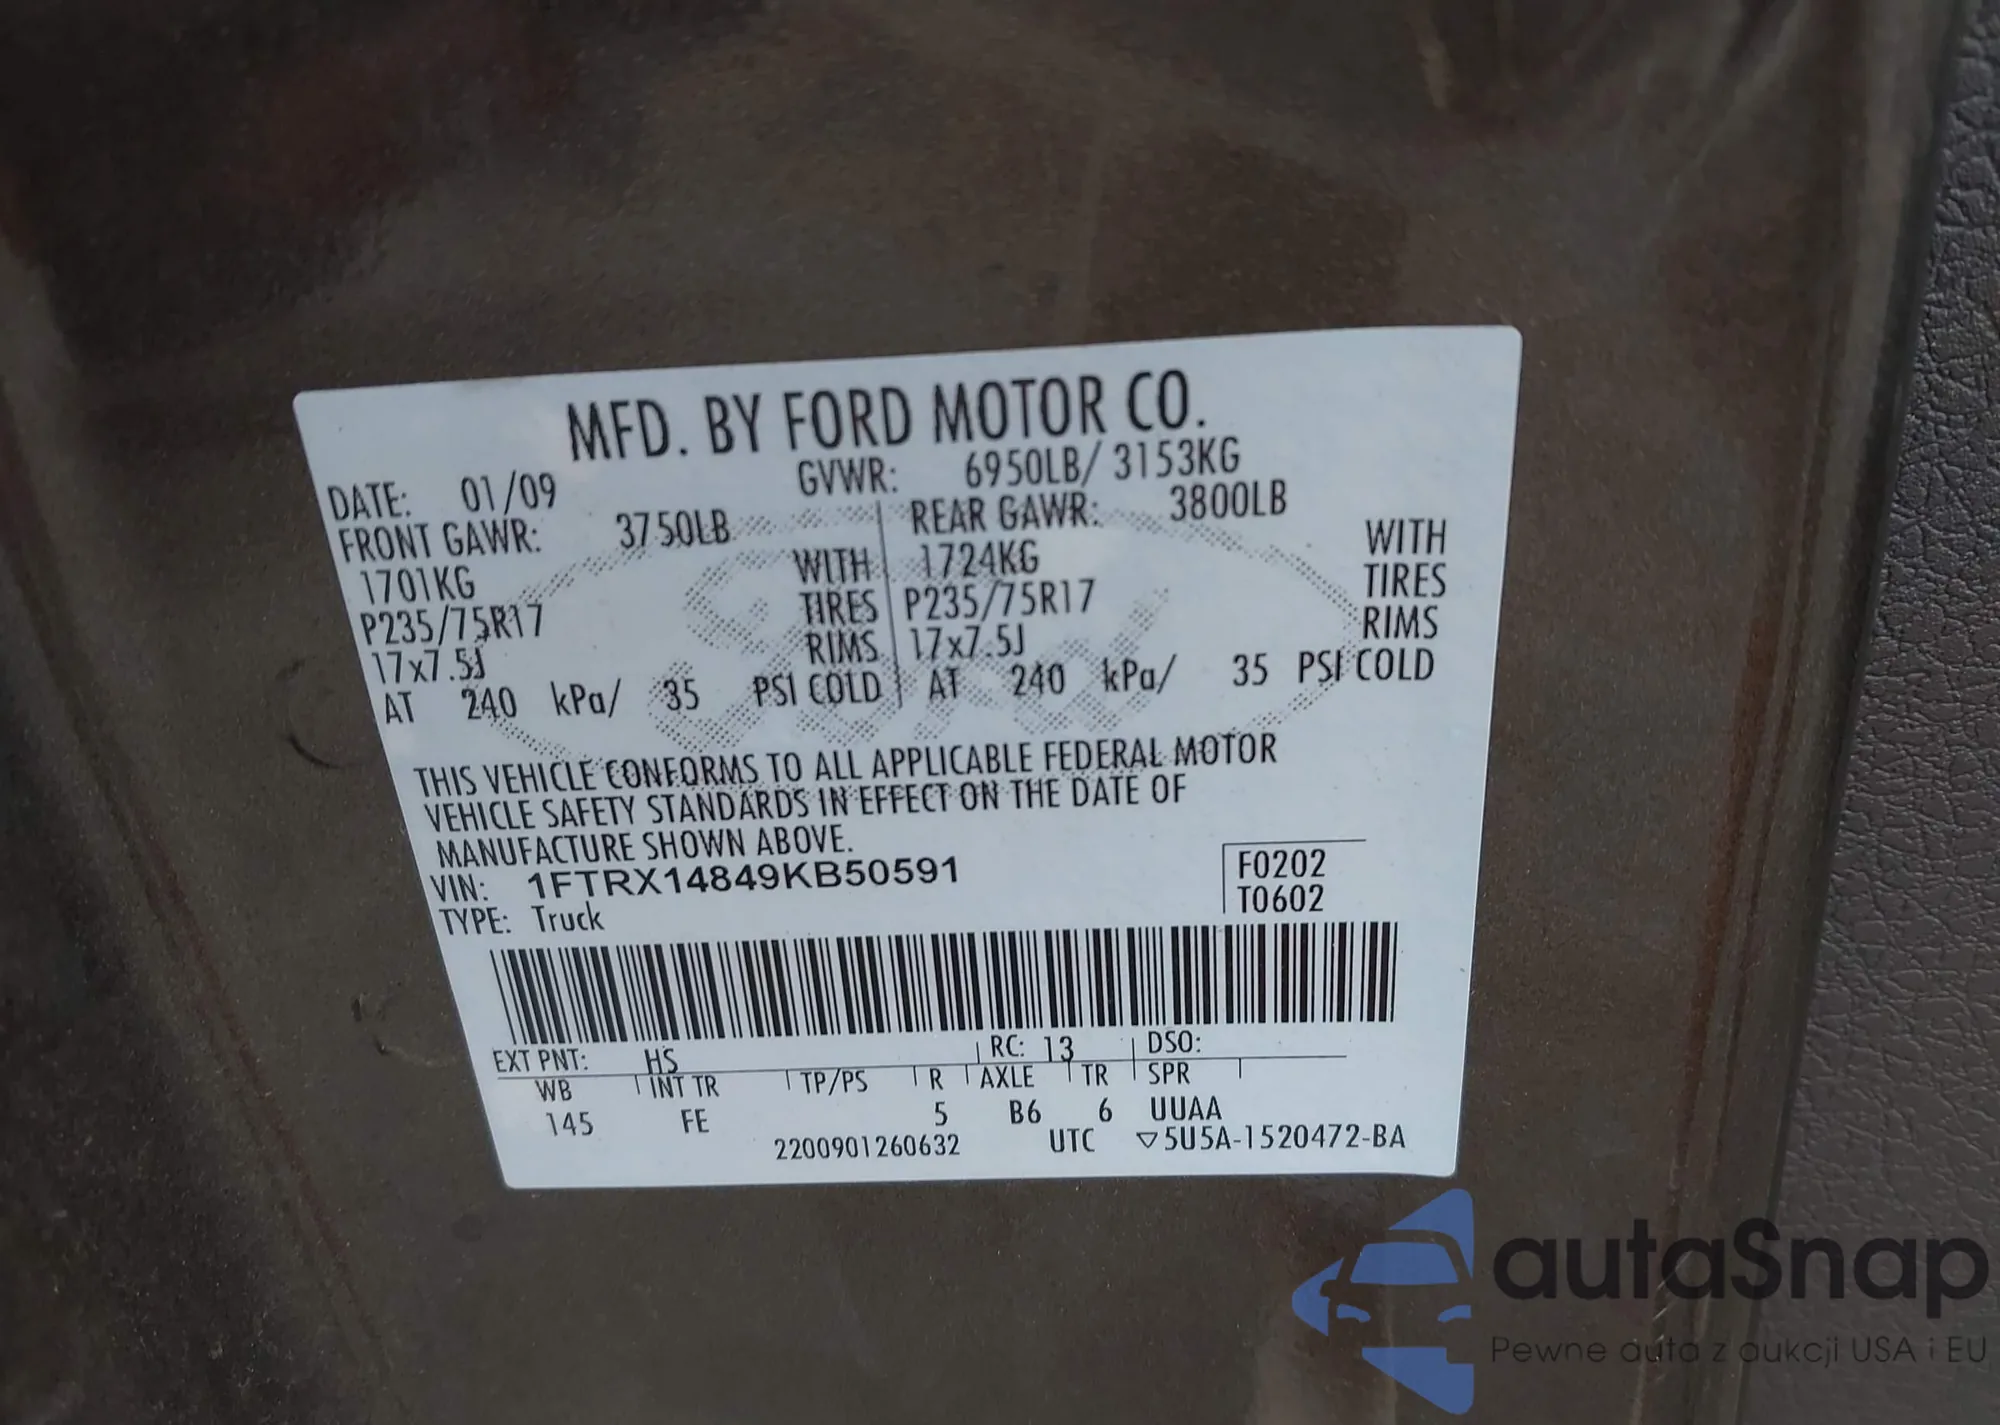 MFD. BY FORD MOTOR CO.
DATE: 01/09 GVWR: 6950LB/ 3153KG
FRONT GAWR: 3750LB REAR GAWR: 3800LB
1701KG WITH 1724KG WITH
P235/75R17 TIRES P235/75R17 TIRES
17x7.5J RIMS 17x7.5J RIMS
AT 240 kPa/ 35 PSI COLD AT 240 kPa/ 35 PSI COLD
THIS VEHICLE CONFORMS TO ALL APPLICABLE FEDERAL MOTOR
VEHICLE SAFETY STANDARDS IN EFFECT ON THE DATE OF
MANUFACTURE SHOWN ABOVE.
VIN: 1FTRX14849KB50591 F0202
TYPE: Truck T0602
EXT PNT: HS RC: 13 DSO:
WB INT TR TP/PS R AXLE TR SPR
145 FE 5 B6 6 UUAA
2200901260632 UTC ▽5U5A-1520472-BA
autaSnap
Pewne auta z aukcji USA i EU